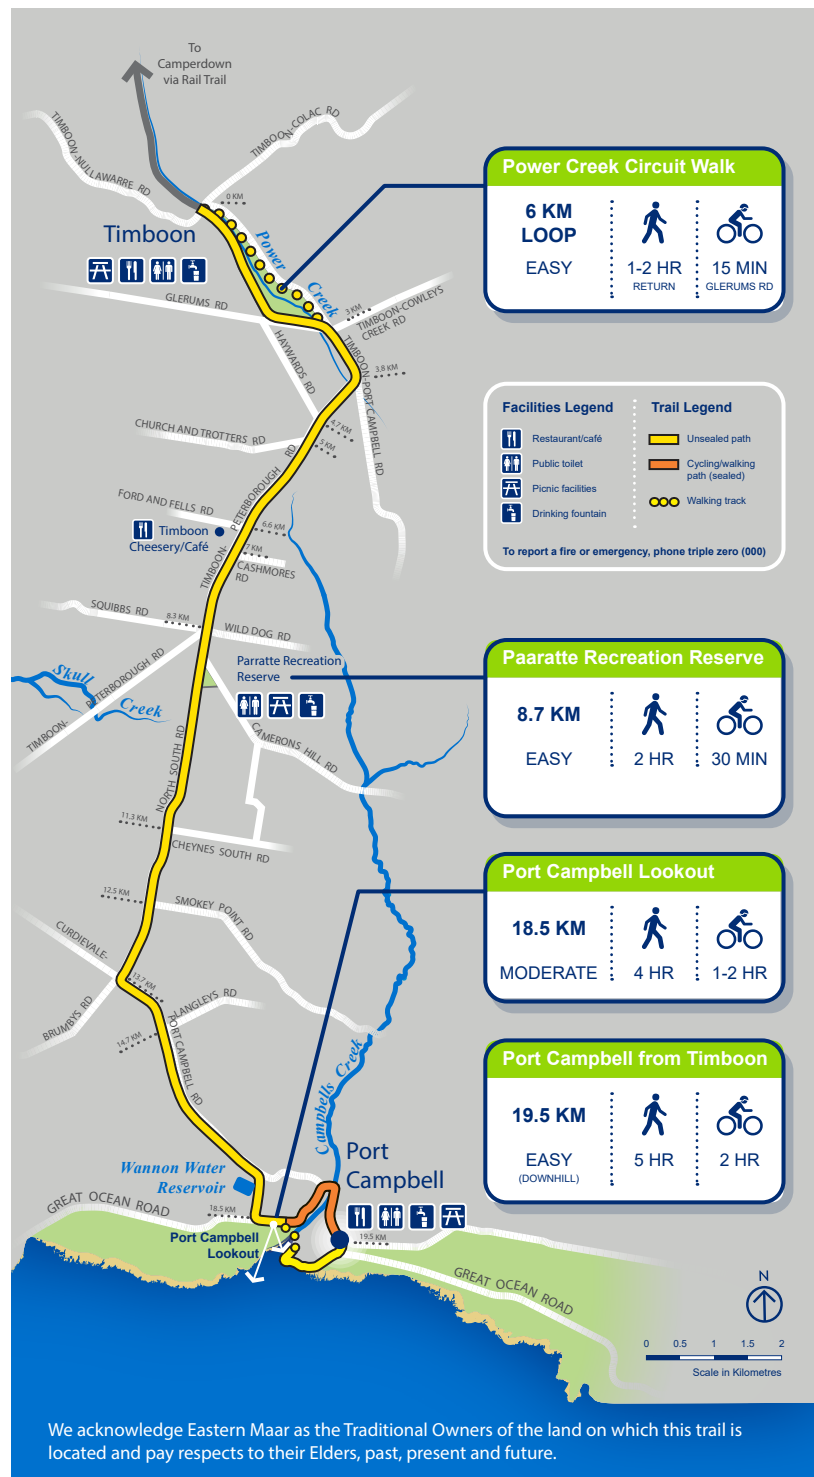 To
Camperdown
via Rail Trail
TIMBOON-NULLAWARRE RD
TIMBOON-COLAC RD
0 KM
Timboon
Power
Creek
GLERUMS RD
3 KM
TIMBOON-COWLEYS
CREEK RD
HAYWARDS RD
TIMBOON-PORT CAMPBELL RD
3.8 KM
4.7 KM
CHURCH AND TROTTERS RD
5 KM
TIMBOON-
PETERBOROUGH RD
FORD AND FELLS RD
6.6 KM
Timboon
Cheesery/Café
7 KM
CASHMORES
RD
SQUIBBS RD
8.3 KM
WILD DOG RD
Parratte Recreation
Reserve
Skull
Creek
TIMBOON-
PETERBOROUGH RD
CAMERONS HILL RD
NORTH SOUTH RD
11.3 KM
CHEYNES SOUTH RD
12.5 KM
SMOKEY POINT RD
CURDIEVALE-
PORT CAMPBELL RD
13.7 KM
BRUMBYS RD
LANGLEYS RD
14.7 KM
Campbells Creek
Wannon Water
Reservoir
Port
Campbell
GREAT OCEAN ROAD
18.5 KM
Port Campbell
Lookout
19.5 KM
GREAT OCEAN ROAD
Power Creek Circuit Walk
6 KM
LOOP
EASY
1-2 HR
RETURN
15 MIN
GLERUMS RD
Facilities Legend
Restaurant/café
Public toilet
Picnic facilities
Drinking fountain
Trail Legend
Unsealed path
Cycling/walking
path (sealed)
Walking track
To report a fire or emergency, phone triple zero (000)
Paaratte Recreation Reserve
8.7 KM
EASY
2 HR
30 MIN
Port Campbell Lookout
18.5 KM
MODERATE
4 HR
1-2 HR
Port Campbell from Timboon
19.5 KM
EASY
(DOWNHILL)
5 HR
2 HR
N
0 0.5 1 1.5 2
Scale in Kilometres
We acknowledge Eastern Maar as the Traditional Owners of the land on which this trail is
located and pay respects to their Elders, past, present and future.